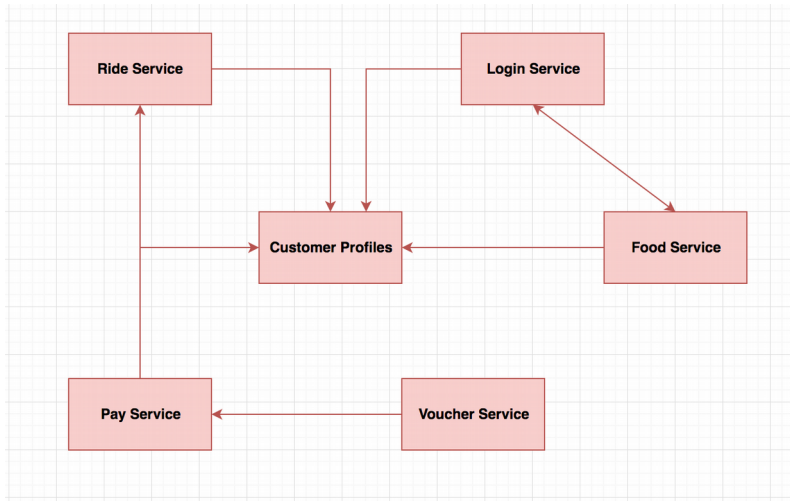 Ride Service
Login Service
Customer Profiles
Food Service
Pay Service
Voucher Service